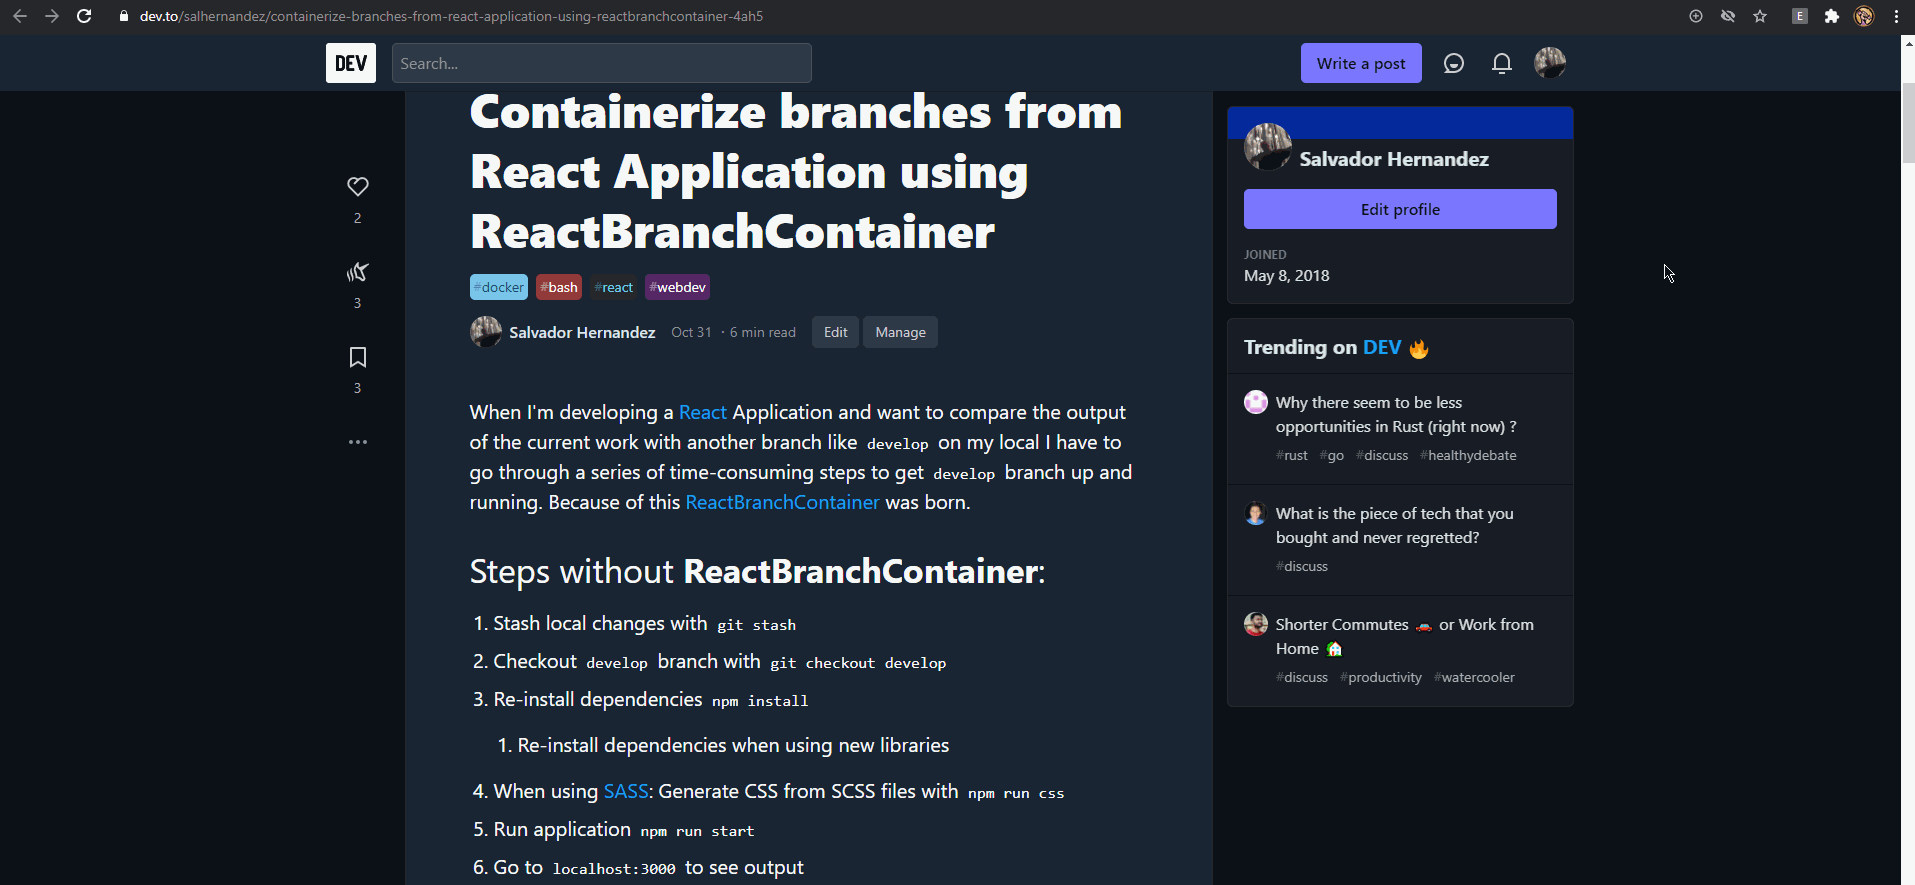 dev.to/salhernandez/containerize-branches-from-react-application-using-reactbranchcontainer-4ah5
E
DEV
Search...
Write a post
Containerize branches from
React Application using
ReactBranchContainer
#docker #bash #react #webdev
Salvador Hernandez Oct 31 · 6 min read Edit Manage
2
3
3
When I'm developing a React Application and want to compare the output
of the current work with another branch like develop on my local I have to
go through a series of time-consuming steps to get develop branch up and
running. Because of this ReactBranchContainer was born.
Steps without ReactBranchContainer:
1. Stash local changes with git stash
2. Checkout develop branch with git checkout develop
3. Re-install dependencies npm install
1. Re-install dependencies when using new libraries
4. When using SASS: Generate CSS from SCSS files with npm run css
5. Run application npm run start
6. Go to localhost:3000 to see output
Salvador Hernandez
Edit profile
JOINED
May 8, 2018
Trending on DEV 🔥
Why there seem to be less
opportunities in Rust (right now) ?
#rust #go #discuss #healthydebate
What is the piece of tech that you
bought and never regretted?
#discuss
Shorter Commutes 🚗 or Work from
Home 🏠
#discuss #productivity #watercooler